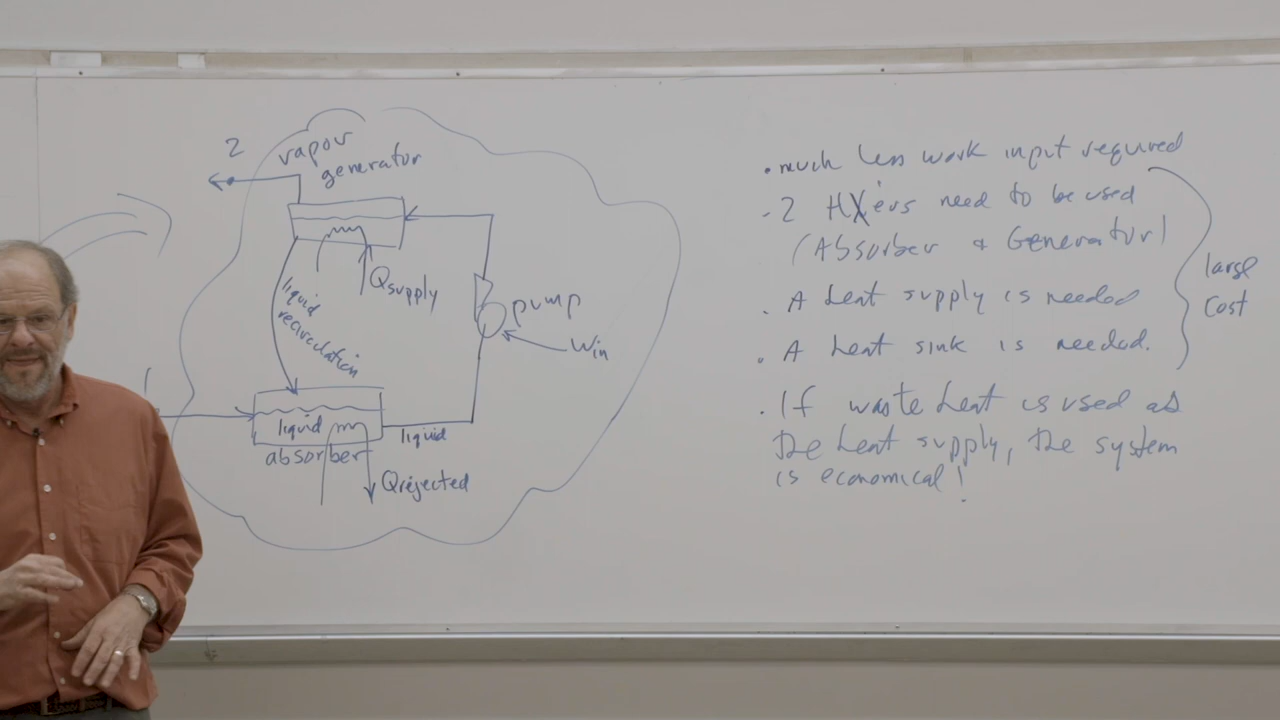 2
vapour
generator
Qsupply
liquid
recirculation
pump
Win
1
liquid
absorber
liquid
Qrejected
• much less work input required
• 2 HX'ers need to be used
(Absorber & Generator)
• A heat supply is needed
• A heat sink is needed.
large
cost
• If waste heat is used as
the heat supply, the system
is economical!